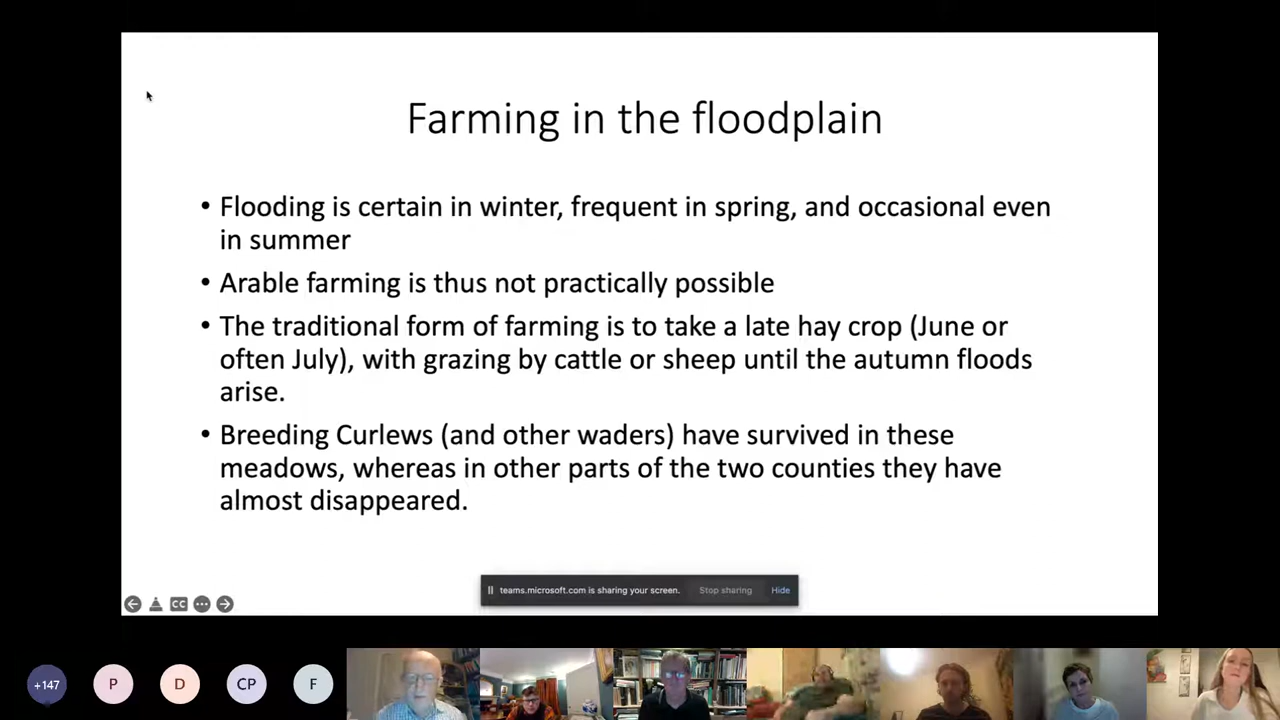 Farming in the floodplain
• Flooding is certain in winter, frequent in spring, and occasional even
in summer
• Arable farming is thus not practically possible
• The traditional form of farming is to take a late hay crop (June or
often July), with grazing by cattle or sheep until the autumn floods
arise.
• Breeding Curlews (and other waders) have survived in these
meadows, whereas in other parts of the two counties they have
almost disappeared.
teams.microsoft.com is sharing your screen. Stop sharing Hide
CC
+147 P D CP F